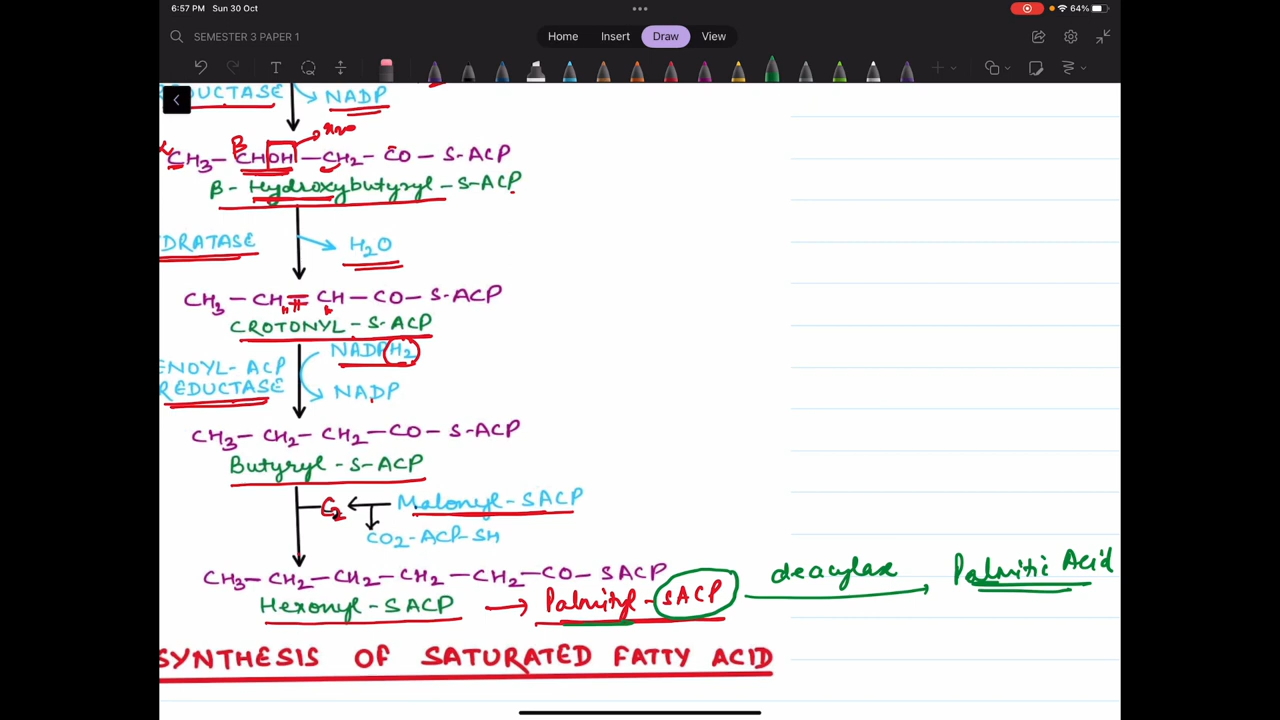 6:57 PM Sun 30 Oct
64%
SEMESTER 3 PAPER 1
Home Insert Draw View
DUCTASE NADP
CH3 - CHOH - CH2 - CO - S-ACP
β - Hydroxybutyryl - S-ACP
DRATASE H2O
CH3 - CH = CH - CO - S-ACP
CROTONYL - S-ACP
ENOYL-ACP NADPH2
REDUCTASE NADP
CH3 - CH2 - CH2 - CO - S-ACP
Butyryl - S-ACP
C2 Malonyl - SACP
CO2-ACP-SH
CH3 - CH2 - CH2 - CH2 - CH2 - CO - SACP deacylase Palmitic Acid
Hexonyl - SACP → Palmityl - SACP
SYNTHESIS OF SATURATED FATTY ACID